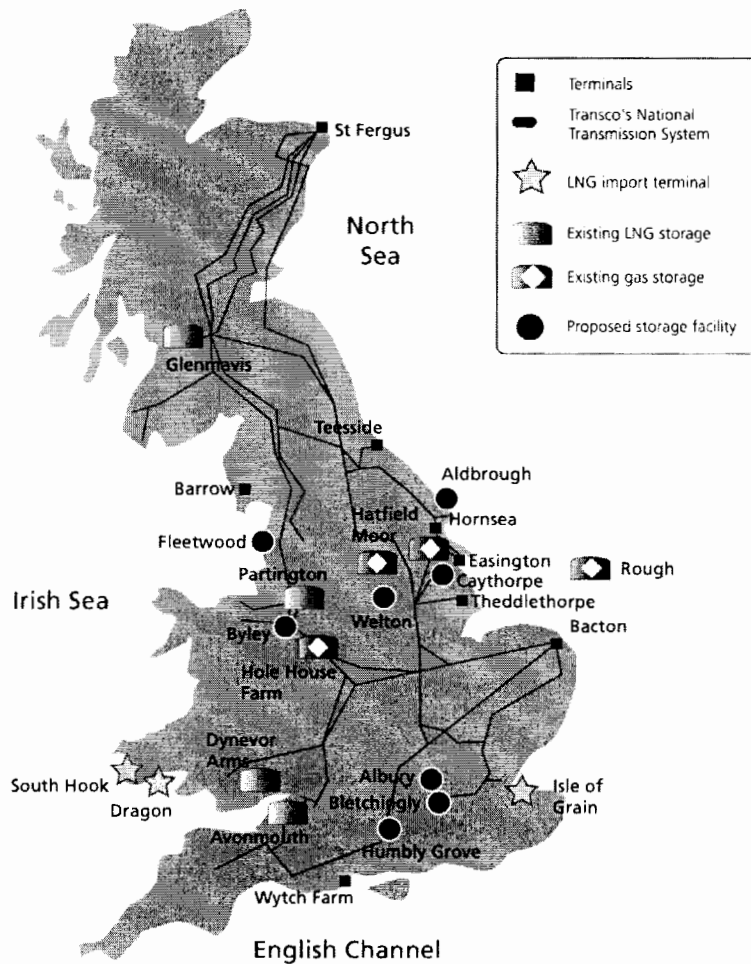 St Fergus
North
Sea
Terminals
Transco's National
Transmission System
LNG import terminal
Existing LNG storage
Existing gas storage
Proposed storage facility
Glenmavis
Teesside
Aldbrough
Barrow
Hatfield
Moor
Hornsea
Fleetwood
Easington
Rough
Partington
Caythorpe
Irish Sea
Welton
Theddlethorpe
Byley
Bacton
Hole House
Farm
Dynevor
Arms
South Hook
Dragon
Albury
Isle of
Grain
Bletchingly
Avonmouth
Humbly Grove
Wytch Farm
English Channel